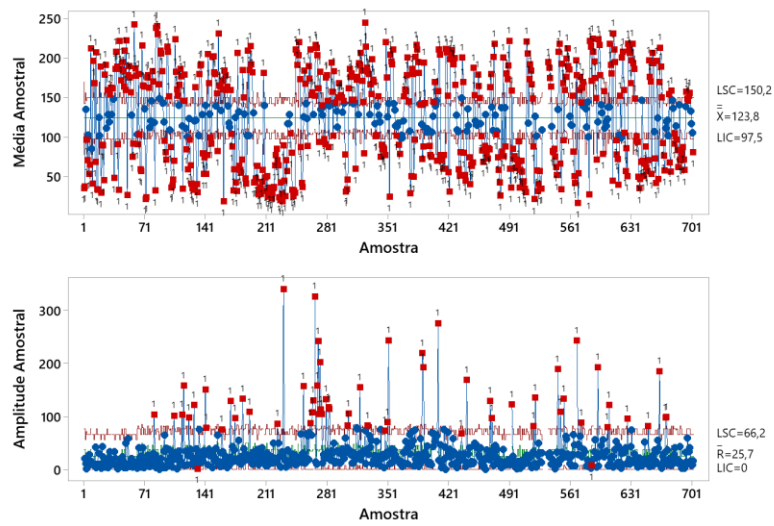 250
200
150
100
50
Média Amostral
LSC=150,2
X=123,8
LIC=97,5
1 71 141 211 281 351 421 491 561 631 701
Amostra
300
200
100
0
Amplitude Amostral
LSC=66,2
R=25,7
LIC=0
1 71 141 211 281 351 421 491 561 631 701
Amostra